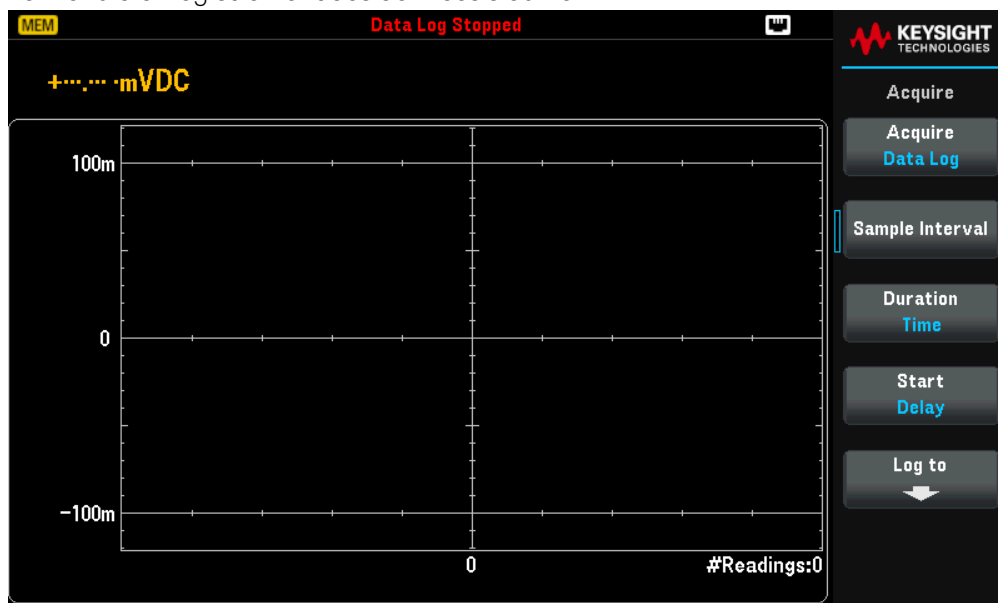 MEM
Data Log Stopped
KEYSIGHT
TECHNOLOGIES
mVDC
Acquire
Acquire
Data Log
Sample Interval
Duration
Time
Start
Delay
Log to
100m
0
-100m
0
#Readings:0